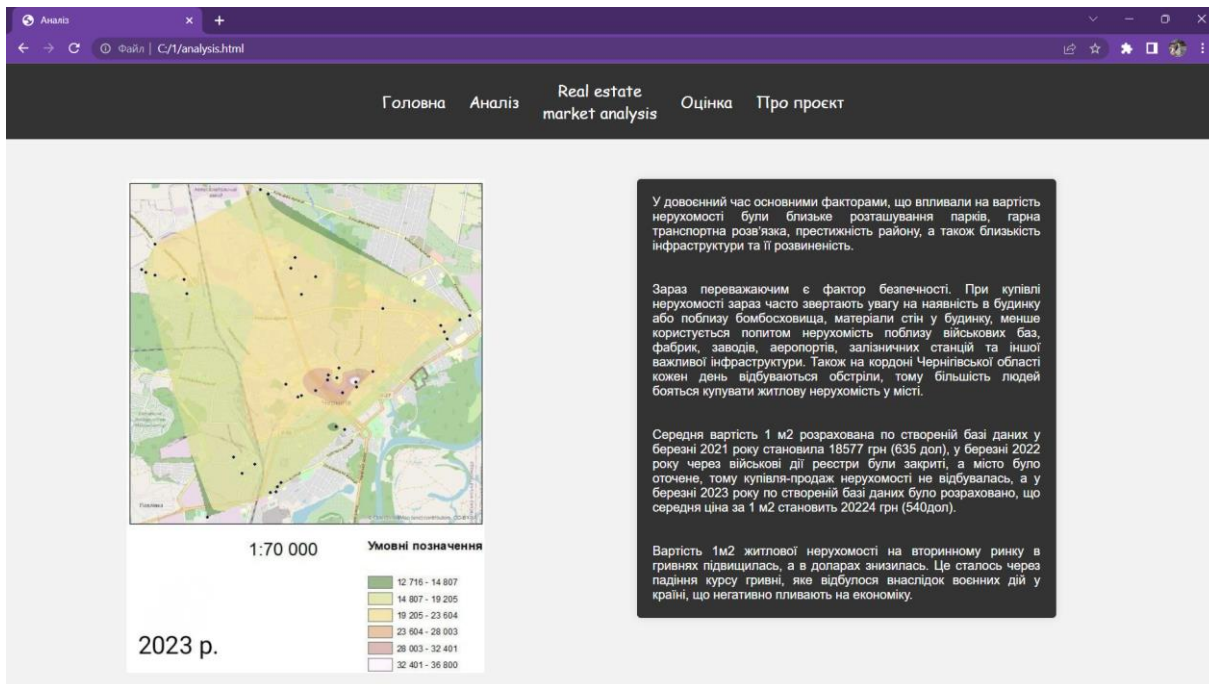 Аналіз
Файл | C:/1/analysis.html
Головна
Аналіз
Real estate
market analysis
Оцінка
Про проєкт
1:70 000
2023 р.
Умовні позначення
12 716 - 14 807
14 807 - 19 205
19 205 - 23 604
23 604 - 28 003
28 003 - 32 401
32 401 - 36 800
У довоєнний час основними факторами, що впливали на вартість
нерухомості були близьке розташування парків, гарна
транспортна розв'язка, престижність району, а також близькість
інфраструктури та її розвиненість.
Зараз переважаючим є фактор безпечності. При купівлі
нерухомості зараз часто звертають увагу на наявність в будинку
або поблизу бомбосховища, матеріали стін у будинку, менше
користується попитом нерухомість поблизу військових баз,
фабрик, заводів, аеропортів, залізничних станцій та іншої
важливої інфраструктури. Також на кордоні Чернігівської області
кожен день відбуваються обстріли, тому більшість людей
бояться купувати житлову нерухомість у місті.
Середня вартість 1 м2 розрахована по створеній базі даних у
березні 2021 року становила 18577 грн (635 дол), у березні 2022
року через військові дії реєстри були закриті, а місто було
оточене, тому купівля-продаж нерухомості не відбувалась, а у
березні 2023 року по створеній базі даних було розраховано, що
середня ціна за 1 м2 становить 20224 грн (540дол).
Вартість 1м2 житлової нерухомості на вторинному ринку в
гривнях підвищилась, а в доларах знизилась. Це сталось через
падіння курсу гривні, яке відбулося внаслідок воєнних дій у
країні, що негативно пливають на економіку.